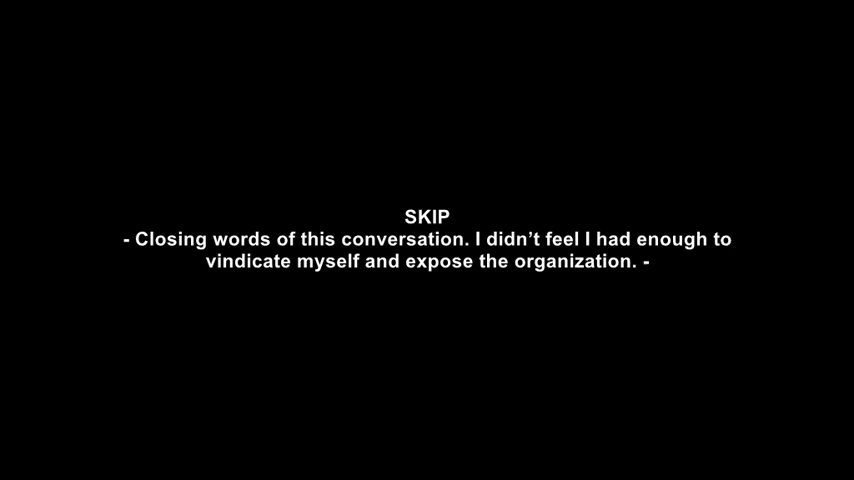 SKIP
- Closing words of this conversation. I didn’t feel I had enough to
vindicate myself and expose the organization. -